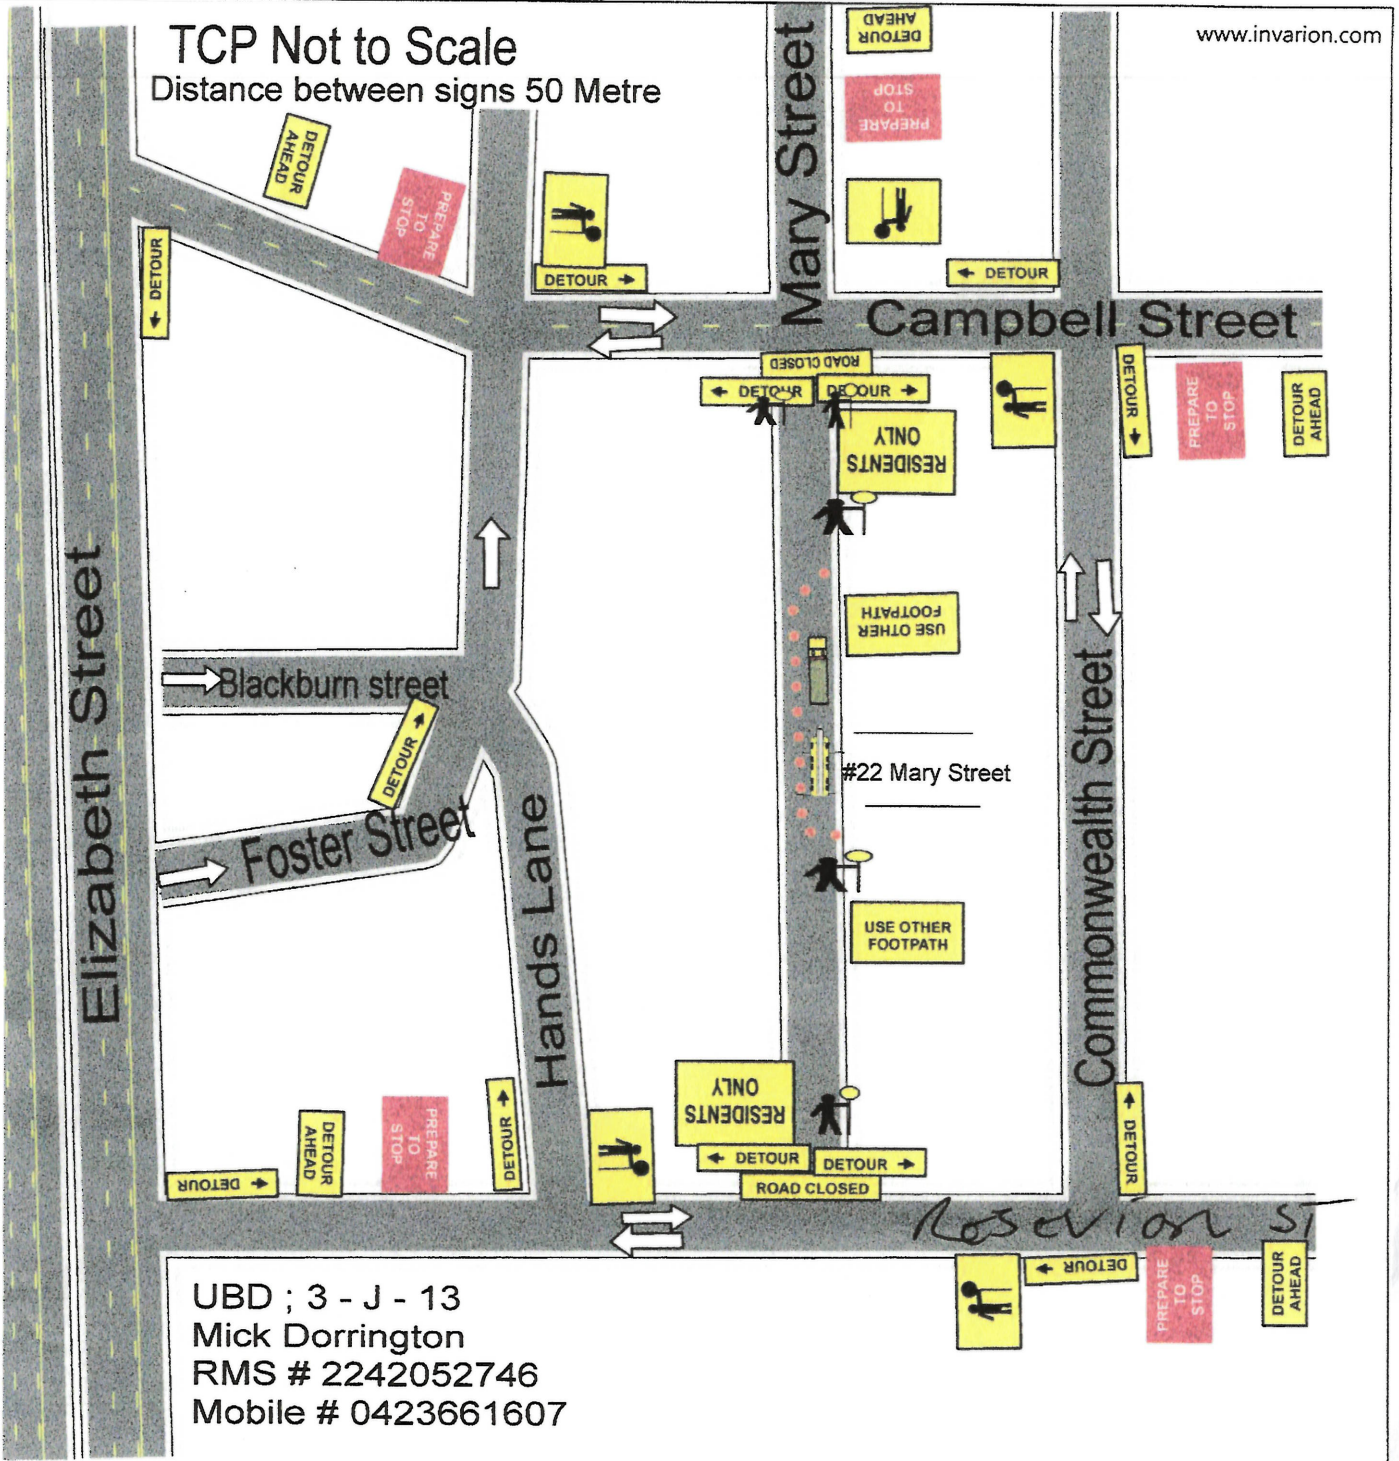 TCP Not to Scale
Distance between signs 50 Metre
www.invarion.com
DETOUR
AHEAD
PREPARE
TO
STOP
DETOUR
AHEAD
PREPARE
TO
STOP
Mary Street
DETOUR
DETOUR →
← DETOUR
Campbell Street
ROAD CLOSED
← DETOUR
DETOUR →
RESIDENTS
ONLY
DETOUR
PREPARE
TO
STOP
DETOUR
AHEAD
Elizabeth Street
USE OTHER
FOOTPATH
Blackburn street
DETOUR
#22 Mary Street
Commonwealth Street
Foster Street
Hands Lane
USE OTHER
FOOTPATH
RESIDENTS
ONLY
DETOUR
DETOUR
AHEAD
PREPARE
TO
STOP
DETOUR
← DETOUR
DETOUR →
ROAD CLOSED
DETOUR
DETOUR
PREPARE
TO
STOP
DETOUR
AHEAD
UBD ; 3 - J - 13
Mick Dorrington
RMS # 2242052746
Mobile # 0423661607